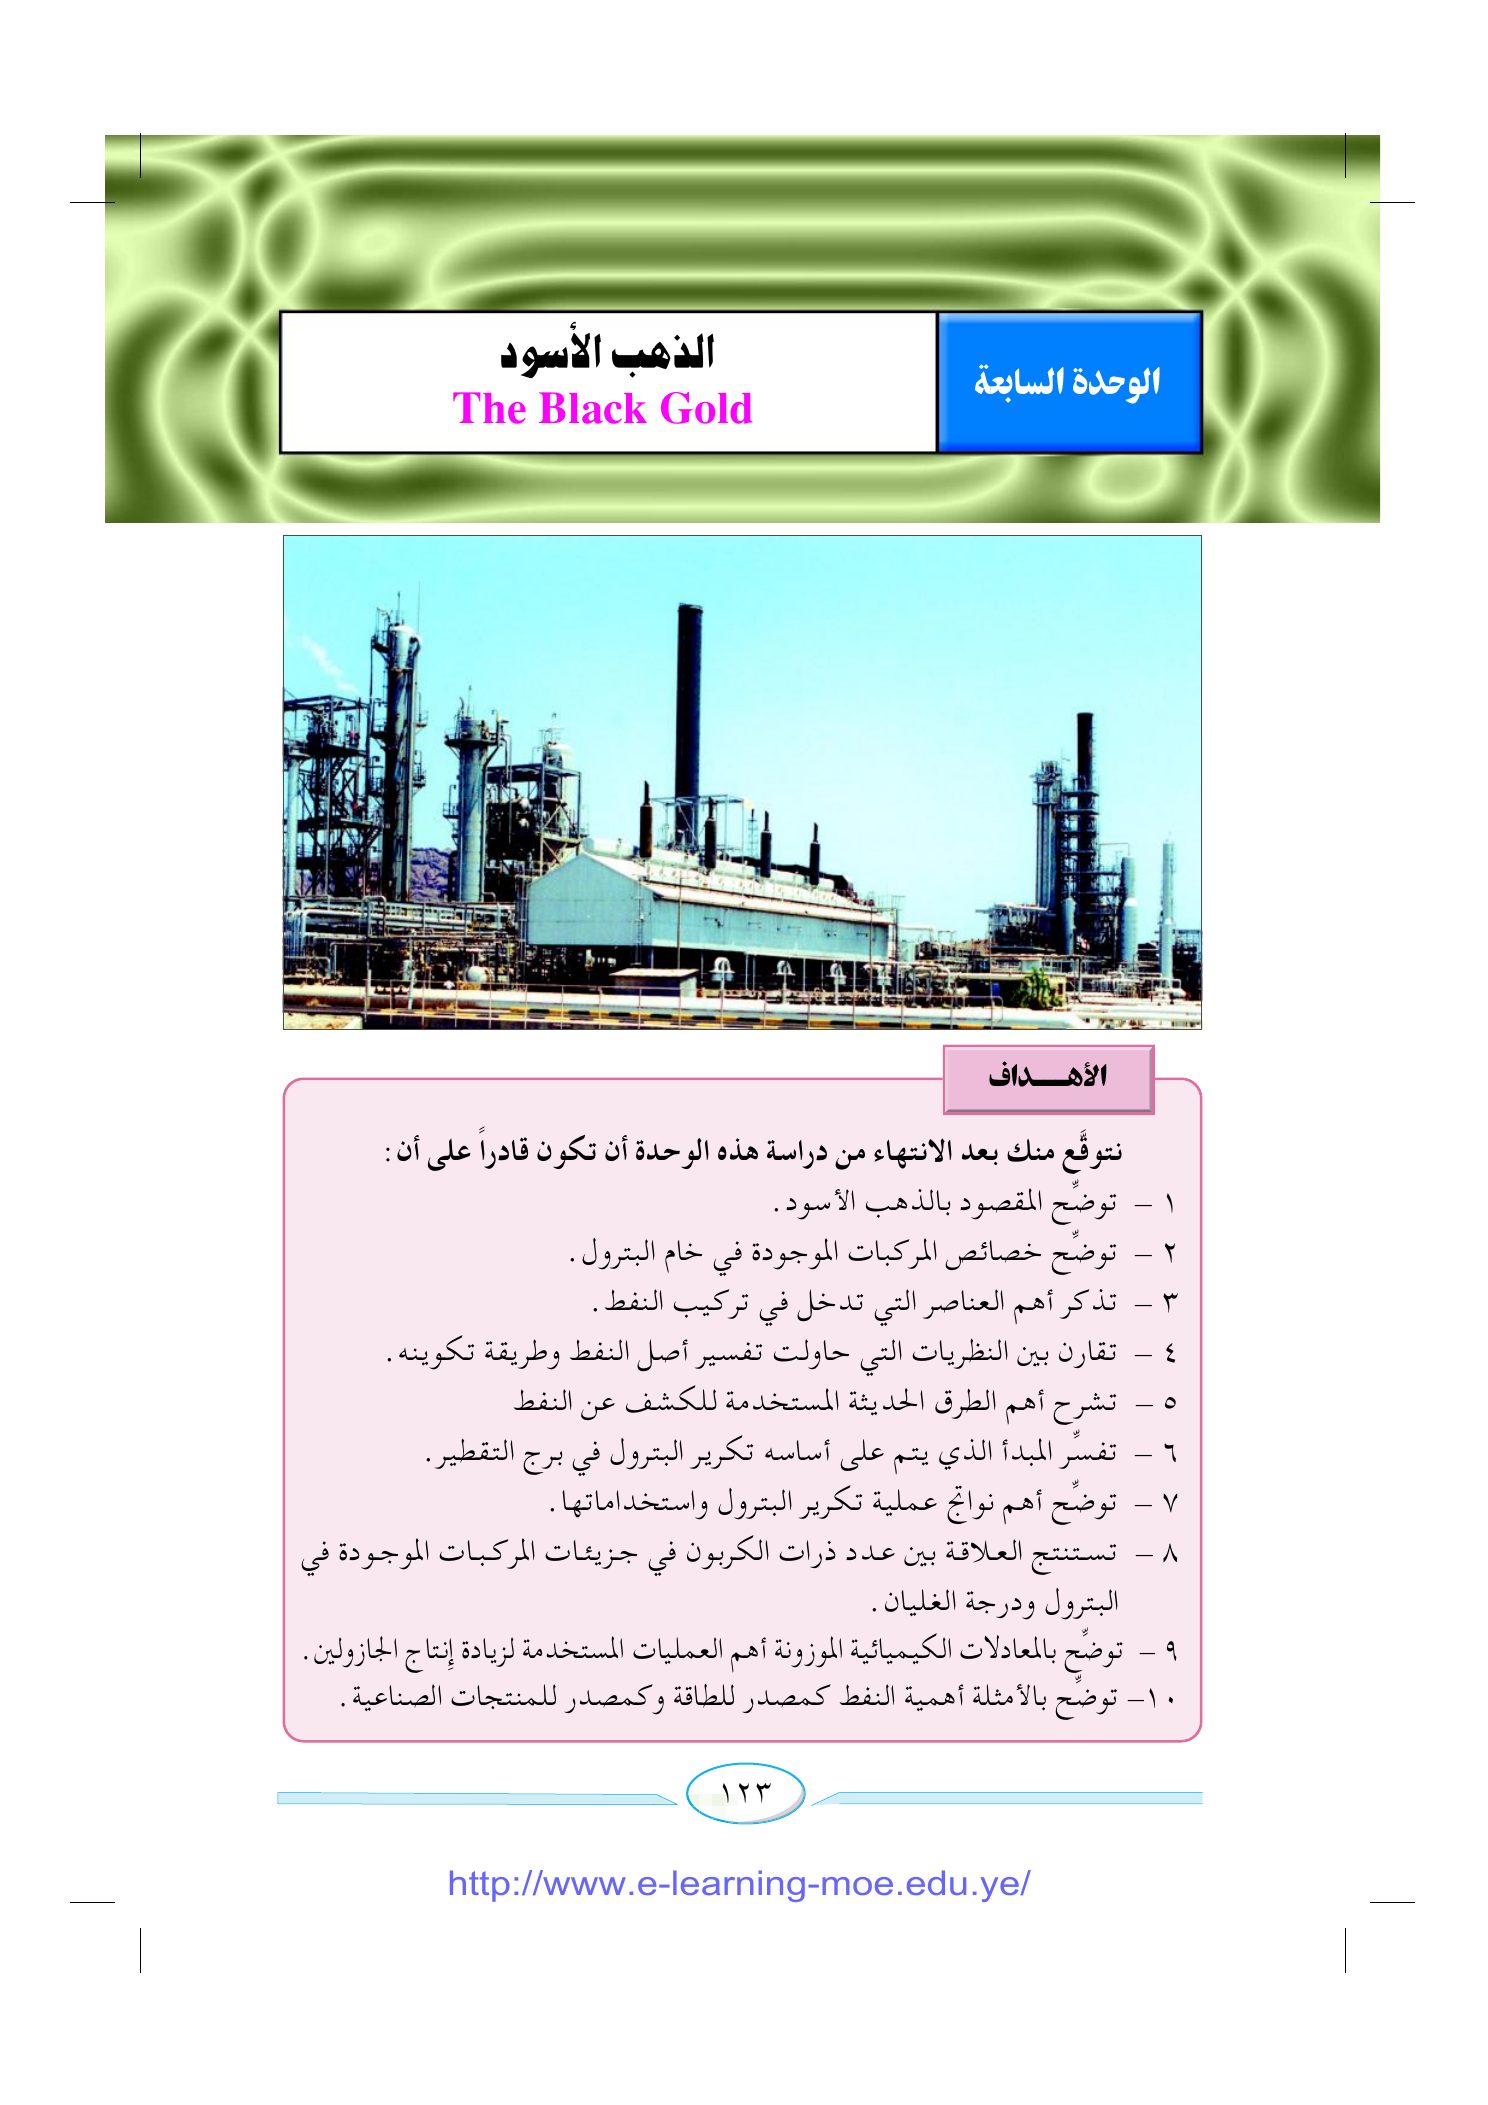 الوحدة السابعة
الذهب الأسود
The Black Gold
الأهـــداف
نتوقَّع منك بعد الانتهاء من دراسة هذه الوحدة أن تكون قادراً على أن :
١ – توضِّح المقصود بالذهب الأسود .
٢ – توضِّح خصائص المركبات الموجودة في خام البترول .
٣ – تذكر أهم العناصر التي تدخل في تركيب النفط .
٤ – تقارن بين النظريات التي حاولت تفسير أصل النفط وطريقة تكوينه .
٥ – تشرح أهم الطرق الحديثة المستخدمة للكشف عن النفط
٦ – تفسِّر المبدأ الذي يتم على أساسه تكرير البترول في برج التقطير .
٧ – توضِّح أهم نواتج عملية تكرير البترول واستخداماتها .
٨ – تستنتج العلاقة بين عدد ذرات الكربون في جزيئات المركبات الموجودة في
البترول ودرجة الغليان .
٩ – توضِّح بالمعادلات الكيميائية الموزونة أهم العمليات المستخدمة لزيادة إنتاج الجازولين .
١٠– توضِّح بالأمثلة أهمية النفط كمصدر للطاقة وكمصدر للمنتجات الصناعية .
١٢٣
http://www.e-learning-moe.edu.ye/